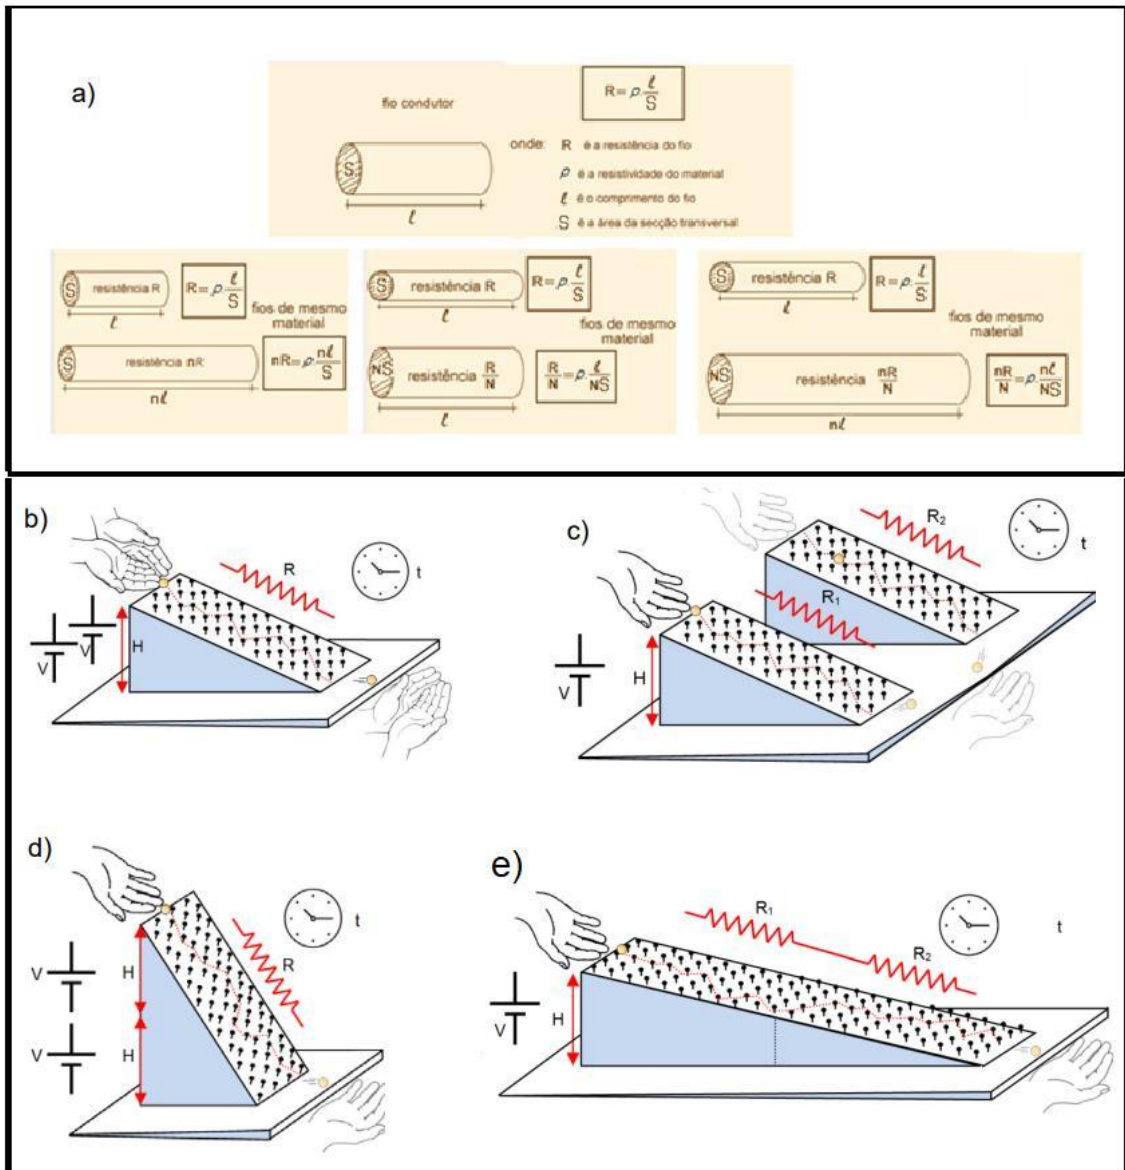 a)
fio condutor
R = ρ. ℓ/S
onde: R é a resistência do fio
ρ é a resistividade do material
ℓ é o comprimento do fio
S é a área da secção transversal
S
ℓ
S resistência R
R = ρ. ℓ/S
ℓ
fios de mesmo
material
S resistência nR
nR = ρ. nℓ/S
nℓ
S resistência R
R = ρ. ℓ/S
ℓ
fios de mesmo
material
NS resistência R/N
R/N = ρ. ℓ/NS
ℓ
S resistência R
R = ρ. ℓ/S
ℓ
fios de mesmo
material
NS resistência nR/N
nR/N = ρ. nℓ/NS
nℓ
b)
R
t
H
V
c)
R2
t
R1
H
V
d)
t
R
V
H
V
H
e)
R1
t
R2
H
V